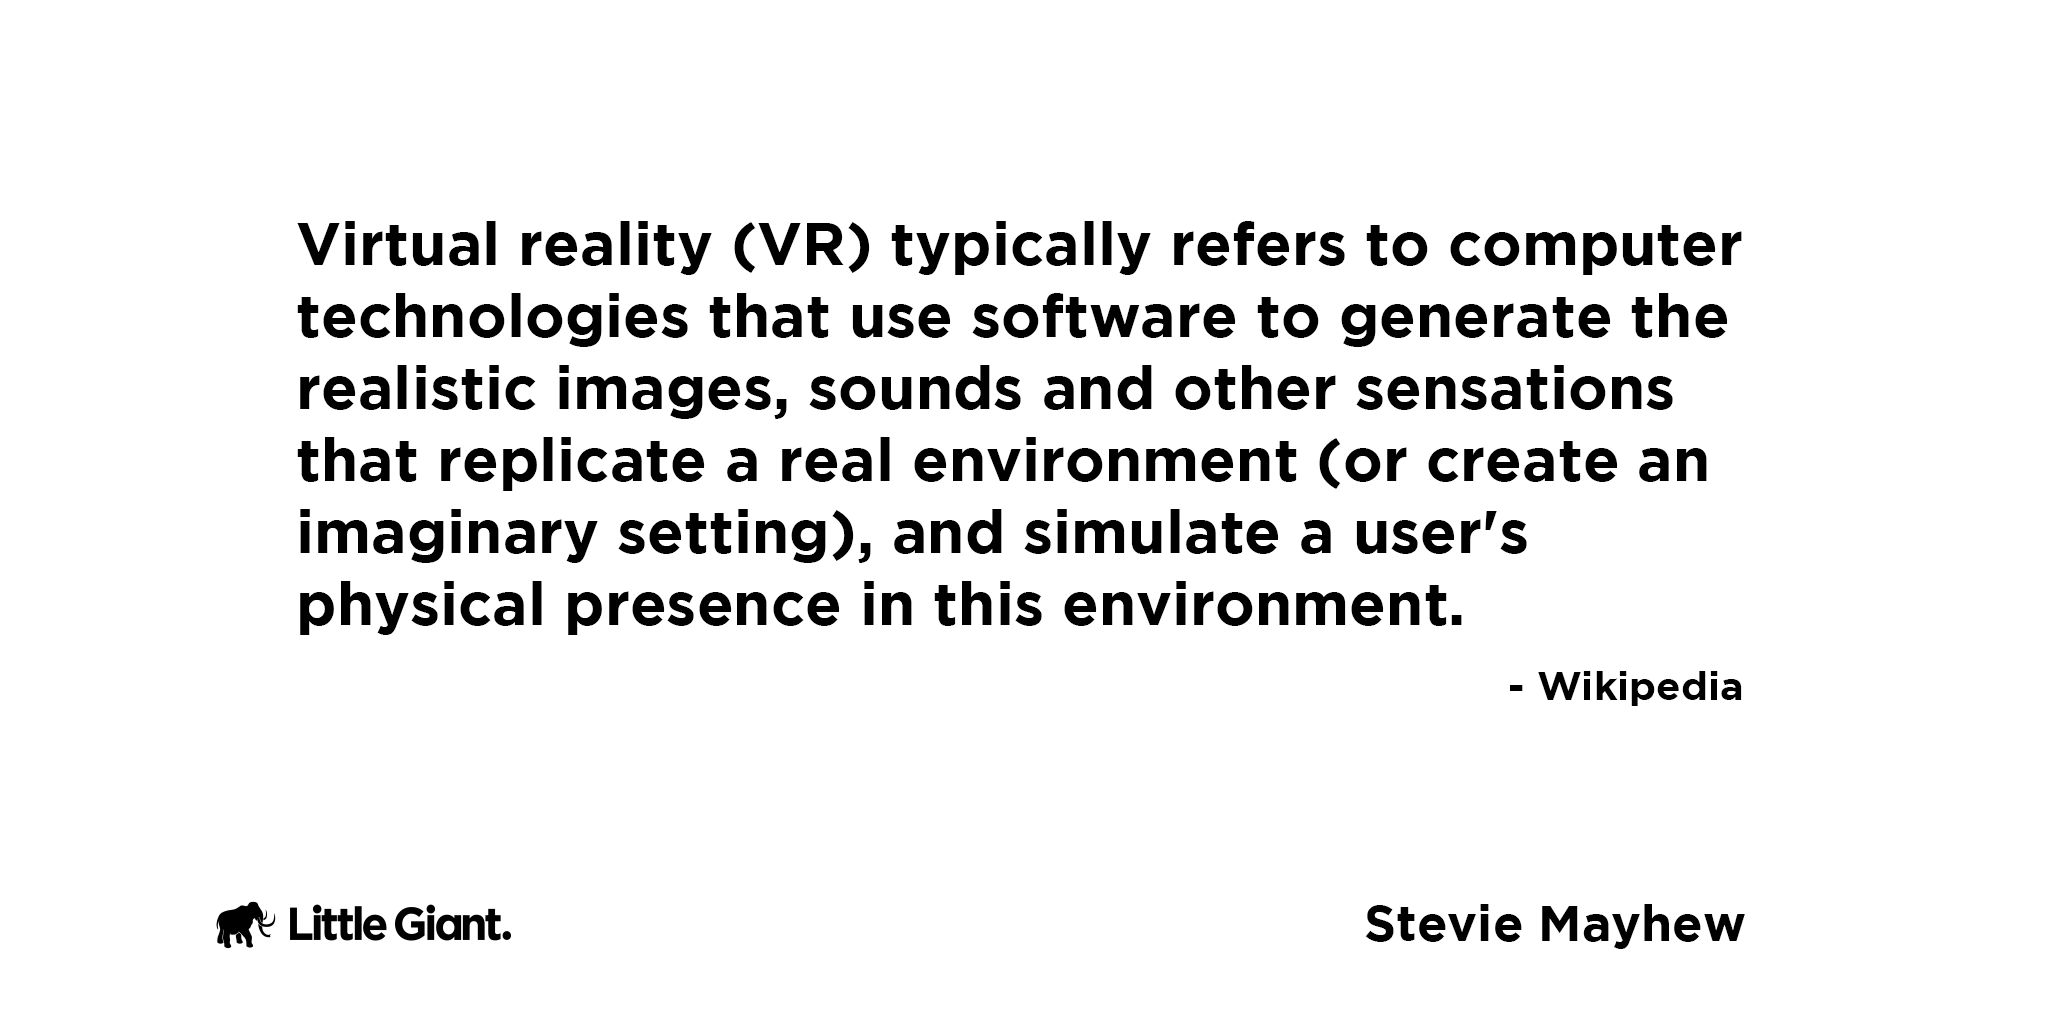 Virtual reality (VR) typically refers to computer
technologies that use software to generate the
realistic images, sounds and other sensations
that replicate a real environment (or create an
imaginary setting), and simulate a user's
physical presence in this environment.
- Wikipedia
Little Giant.
Stevie Mayhew